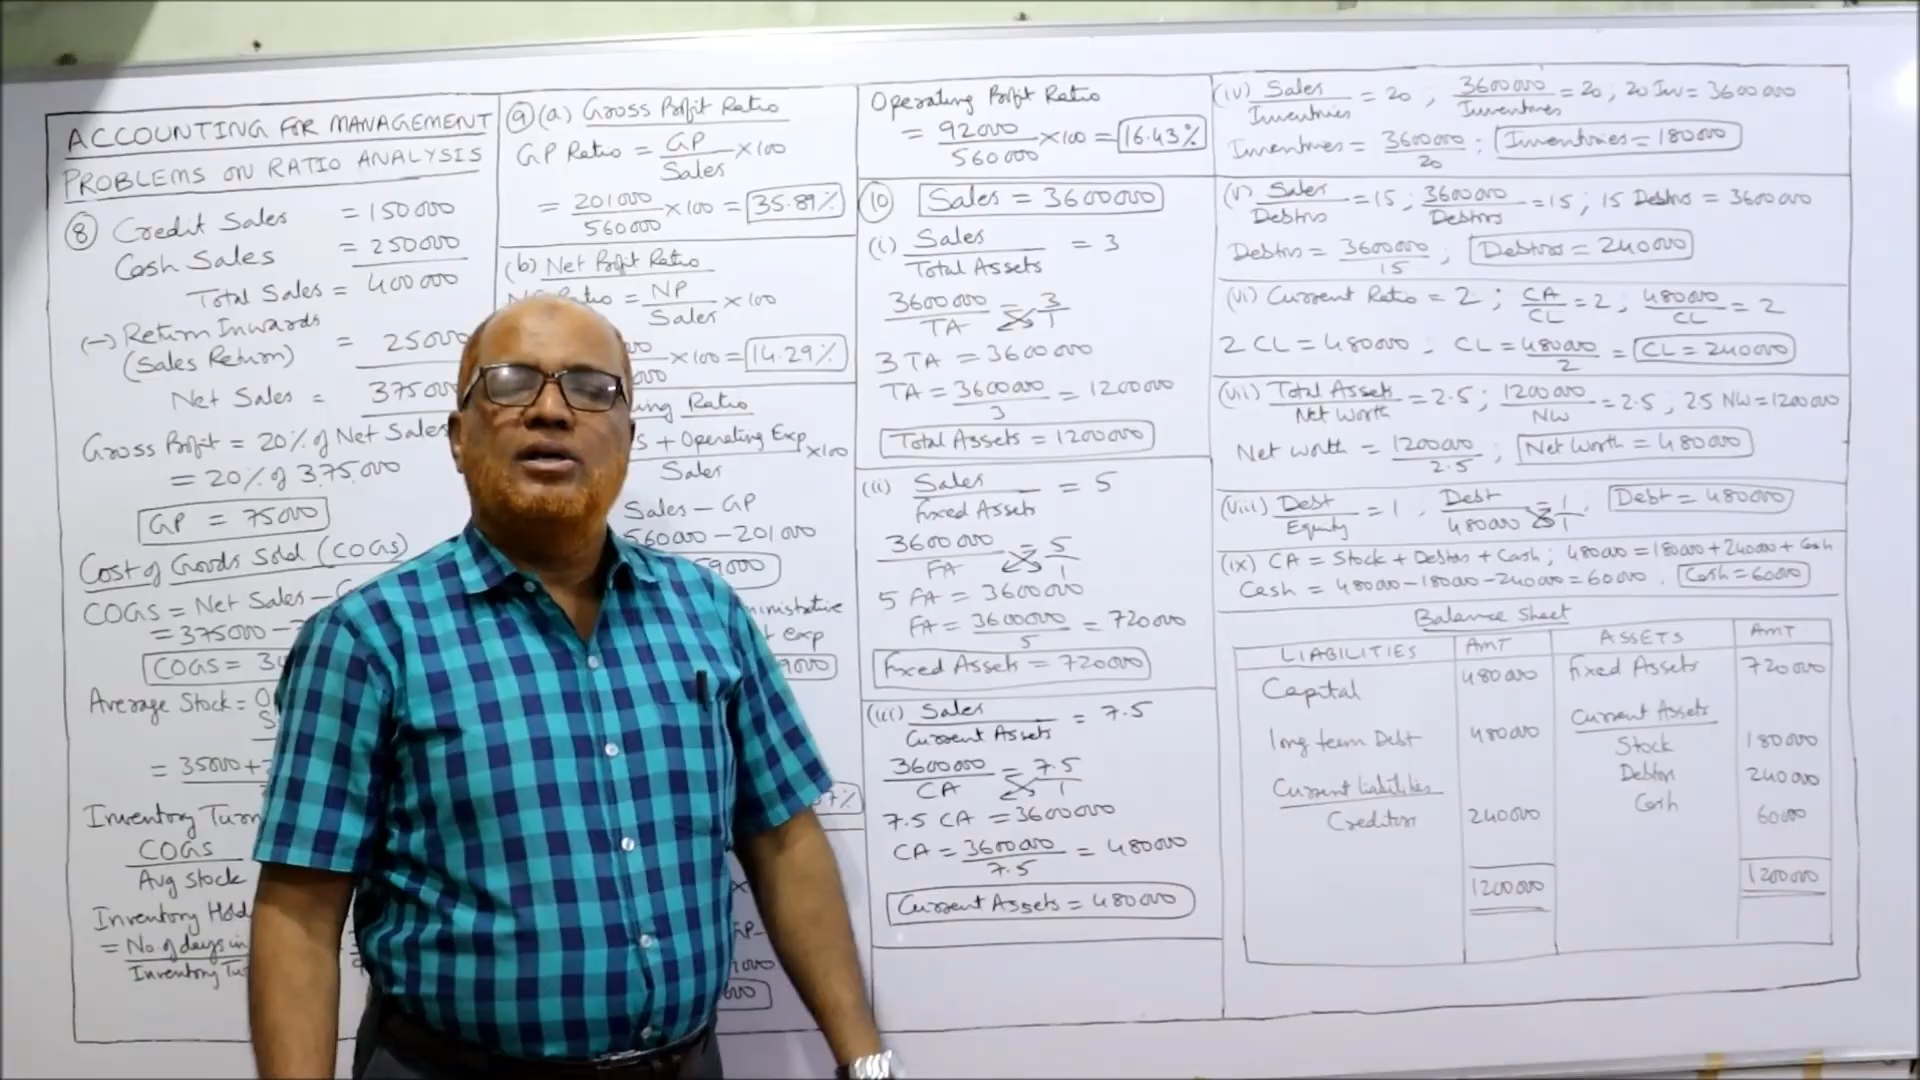 ACCOUNTING FOR MANAGEMENT
PROBLEMS ON RATIO ANALYSIS
⑧ Credit Sales = 150000
Cash Sales = 250000
Total Sales = 400000
(−) Return Inwards
(Sales Return) = 25000
Net Sales = 375000
Gross Profit = 20% of Net Sales
= 20% of 375,000
GP = 75000
Cost of Goods Sold (COGS)
COGS = Net Sales −
= 375000 −
COGS = 3
Average Stock =
= 35000 +
Inventory Turn
COGS
Avg Stock
Inventory Hold
= No. of days in
Inventory Tu
⑨ (a) Gross Profit Ratio
GP Ratio = GP × 100
Sales
= 201000 × 100 = 35.89%
560000
(b) Net Profit Ratio
= NP × 100
Sales
× 100 = 14.29%
ing Ratio
S + Operating Exp × 100
Sales
Sales − GP
560000 − 201000
9000
ministrative
exp
9000
7%
Operating Profit Ratio
= 92000 × 100 = 16.43%
560000
⑩ Sales = 3600000
(i) Sales = 3
Total Assets
3600000 = 3
TA 1
3 TA = 3600000
TA = 3600000 = 1200000
3
Total Assets = 1200000
(ii) Sales = 5
Fixed Assets
3600000 = 5
FA 1
5 FA = 3600000
FA = 3600000 = 720000
5
Fixed Assets = 720000
(iii) Sales = 7.5
Current Assets
3600000 = 7.5
CA 1
7.5 CA = 3600000
CA = 3600000 = 480000
7.5
Current Assets = 480000
(iv) Sales = 20 , 3600000 = 20 ; 20 Inv = 3600000
Inventries Inventries
Inventries = 3600000 ; Inventries = 180000
20
(v) Sales = 15 ; 3600000 = 15 ; 15 Debtors = 3600000
Debtors Debtors
Debtors = 3600000 , Debtors = 240000
15
(vi) Current Ratio = 2 ; CA = 2 , 480000 = 2
CL CL
2 CL = 480000 , CL = 480000 = CL = 240000
2
(vii) Total Assets = 2.5 ; 1200000 = 2.5 , 2.5 NW = 1200000
Net Worth NW
Net Worth = 1200000 ; Net Worth = 480000
2.5
(viii) Debt = 1 , Debt = 1 , Debt = 480000
Equity 480000 1
(ix) CA = Stock + Debtors + Cash ; 480000 = 180000 + 240000 + Cash
Cash = 480000 − 180000 − 240000 = 60000 . Cash = 60000
Balance Sheet
LIABILITIES AMT ASSETS AMT
Capital 480000 Fixed Assets 720000
Current Assets
Long term Debt 480000 Stock 180000
Debtors 240000
Current Liabilities Cash 60000
Creditors 240000
1200000 1200000